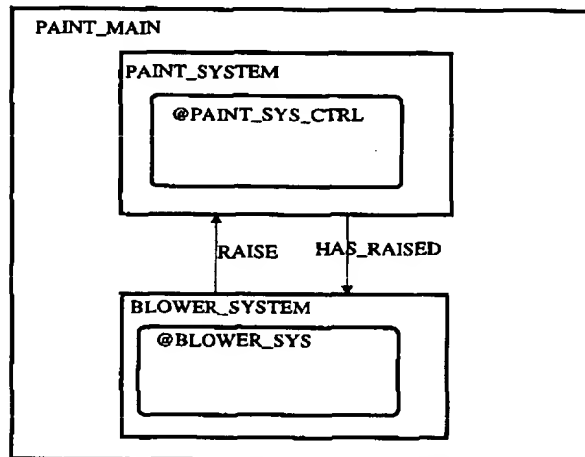 PAINT_MAIN
PAINT_SYSTEM
@PAINT_SYS_CTRL
RAISE
HAS_RAISED
BLOWER_SYSTEM
@BLOWER_SYS